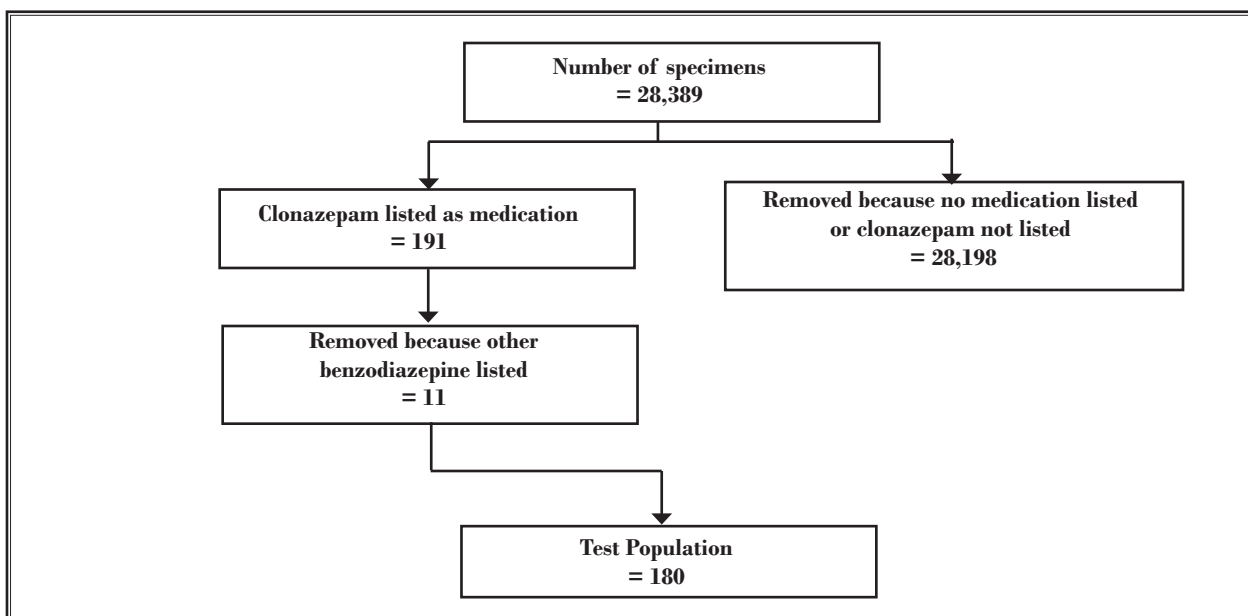 Number of specimens
= 28,389
Clonazepam listed as medication
= 191
Removed because no medication listed
or clonazepam not listed
= 28,198
Removed because other
benzodiazepine listed
= 11
Test Population
= 180